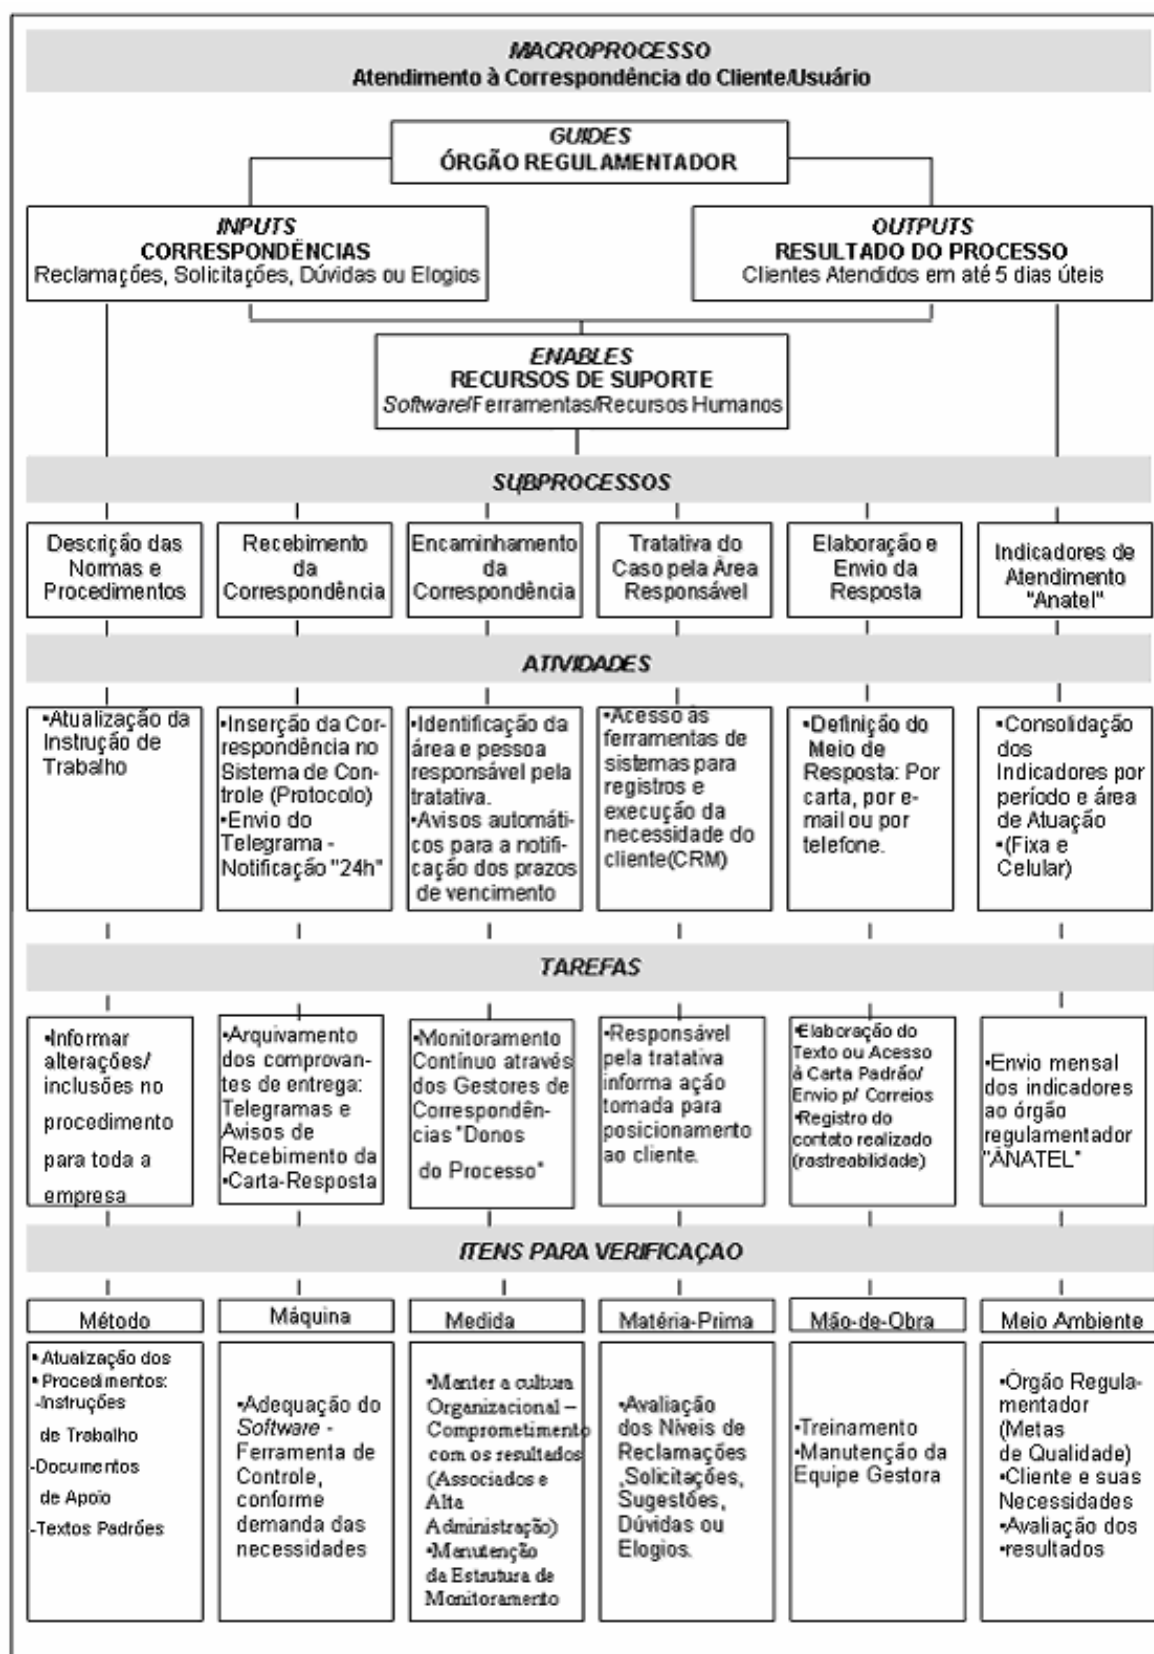 MACROPROCESSO
Atendimento à Correspondência do Cliente/Usuário
GUIDES
ÓRGÃO REGULAMENTADOR
INPUTS
CORRESPONDÊNCIAS
Reclamações, Solicitações, Dúvidas ou Elogios
OUTPUTS
RESULTADO DO PROCESSO
Clientes Atendidos em até 5 dias úteis
ENABLES
RECURSOS DE SUPORTE
Software/Ferramentas/Recursos Humanos
SUBPROCESSOS
Descrição das
Normas e
Procedimentos
Recebimento
da
Correspondência
Encaminhamento
da
Correspondência
Tratativa do
Caso pela Área
Responsável
Elaboração e
Envio da
Resposta
Indicadores de
Atendimento
"Anatel"
ATIVIDADES
•Atualização da
Instrução de
Trabalho
•Inserção da Cor-
respondência no
Sistema de Con-
trole (Protocolo)
•Envio do
Telegrama -
Notificação "24h"
•Identificação da
área e pessoa
responsável pela
tratativa.
•Avisos automáti-
cos para a notifi-
cação dos prazos
de vencimento
•Acesso às
ferramentas de
sistemas para
registros e
execução da
necessidade do
cliente(CRM)
•Definição do
Meio de
Resposta: Por
carta, por e-
mail ou por
telefone.
•Consolidação
dos
Indicadores por
período e área
de Atuação
•(Fixa e
Celular)
TAREFAS
•Informar
alterações/
inclusões no
procedimento
para toda a
empresa
•Arquivamento
dos comprovan-
tes de entrega:
Telegramas e
Avisos de
Recebimento da
•Carta-Resposta
•Monitoramento
Contínuo através
dos Gestores de
Correspondên-
cias "Donos
do Processo"
•Responsável
pela tratativa
informa ação
tomada para
posicionamento
ao cliente.
•Elaboração do
Texto ou Acesso
à Carta Padrão/
Envio p/ Correios
•Registro do
contato realizado
(rastreabilidade)
•Envio mensal
dos indicadores
ao órgão
regulamentador
"ANATEL"
ITENS PARA VERIFICAÇÃO
Método
Máquina
Medida
Matéria-Prima
Mão-de-Obra
Meio Ambiente
• Atualização dos
• Procedimentos:
-Instruções
de Trabalho
-Documentos
de Apoio
-Textos Padrões
•Adequação do
Software -
Ferramenta de
Controle,
conforme
demanda das
necessidades
•Manter a cultura
Organizacional –
Comprometimento
com os resultados
(Associados e
Alta
Administração)
•Manutenção
da Estrutura de
Monitoramento
•Avaliação
dos Níveis de
Reclamações
,Solicitações,
Sugestões,
Dúvidas ou
Elogios.
•Treinamento
•Manutenção da
Equipe Gestora
•Órgão Regula-
mentador
(Metas
de Qualidade)
•Cliente e suas
Necessidades
•Avaliação dos
•resultados